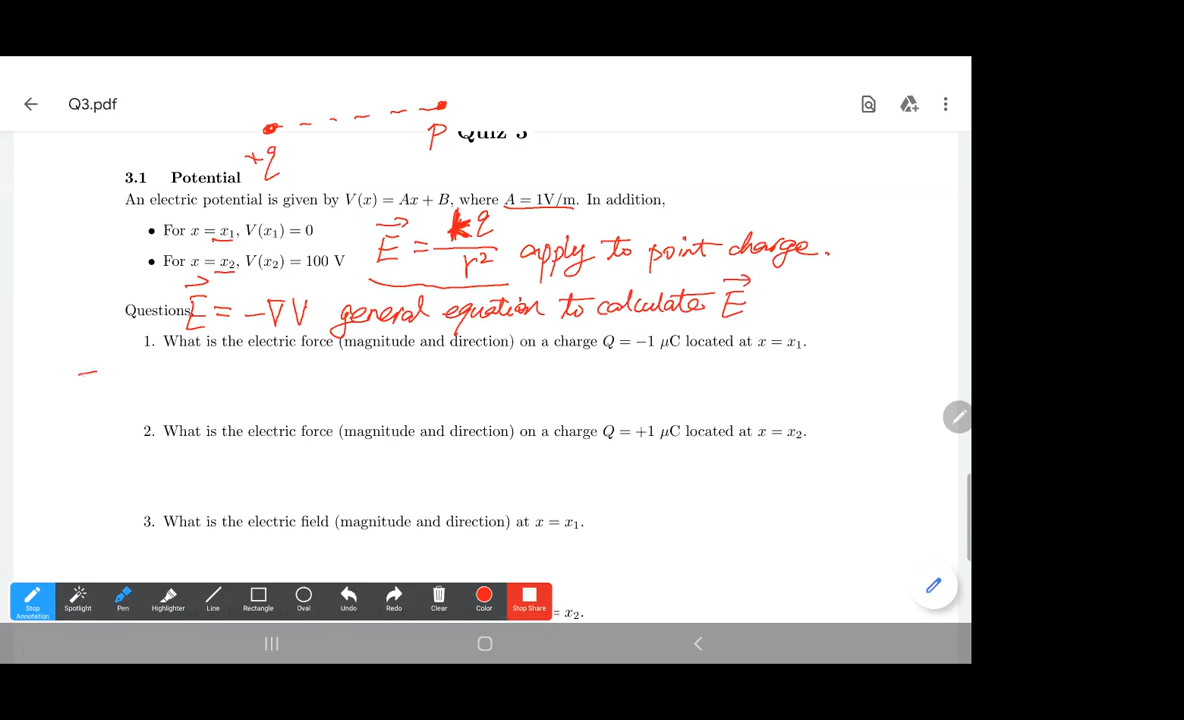 Q3.pdf
p Quiz 3
+q
3.1 Potential
An electric potential is given by V(x) = Ax + B, where A = 1V/m. In addition,
• For x = x₁, V(x₁) = 0
• For x = x₂, V(x₂) = 100 V
E⃗ = kq/r² apply to point charge.
Questions
E⃗ = -∇V general equation to calculate E⃗
1. What is the electric force (magnitude and direction) on a charge Q = −1 μC located at x = x₁.
2. What is the electric force (magnitude and direction) on a charge Q = +1 μC located at x = x₂.
3. What is the electric field (magnitude and direction) at x = x₁.
= x₂.
Stop Annotation
Spotlight
Pen
Highlighter
Line
Rectangle
Oval
Undo
Redo
Clear
Color
Stop Share